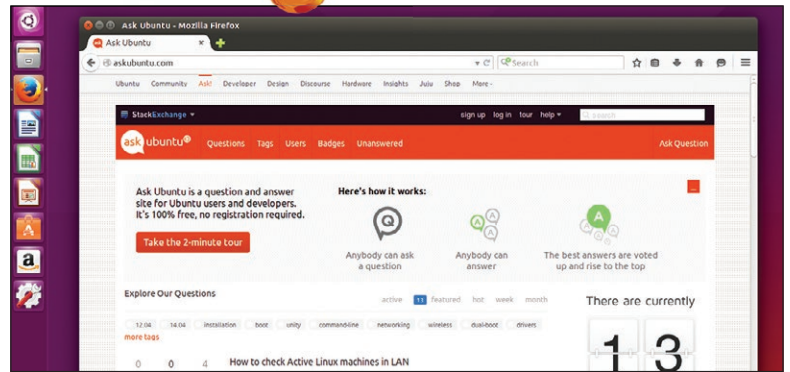 Ask Ubuntu - Mozilla Firefox
Ask Ubuntu
askubuntu.com
Search
Ubuntu Community Ask! Developer Design Discourse Hardware Insights Juju Shop More
StackExchange
sign up log in tour help
search
ask ubuntu
Questions Tags Users Badges Unanswered
Ask Question
Ask Ubuntu is a question and answer
site for Ubuntu users and developers.
It's 100% free, no registration required.
Take the 2-minute tour
Here's how it works:
Anybody can ask
a question
Anybody can
answer
The best answers are voted
up and rise to the top
Explore Our Questions
active 11 featured hot week month
12.04 14.04 installation boot unity command-line networking wireless dual-boot drivers
more tags
0 0 4 How to check Active Linux machines in LAN
There are currently
1 3